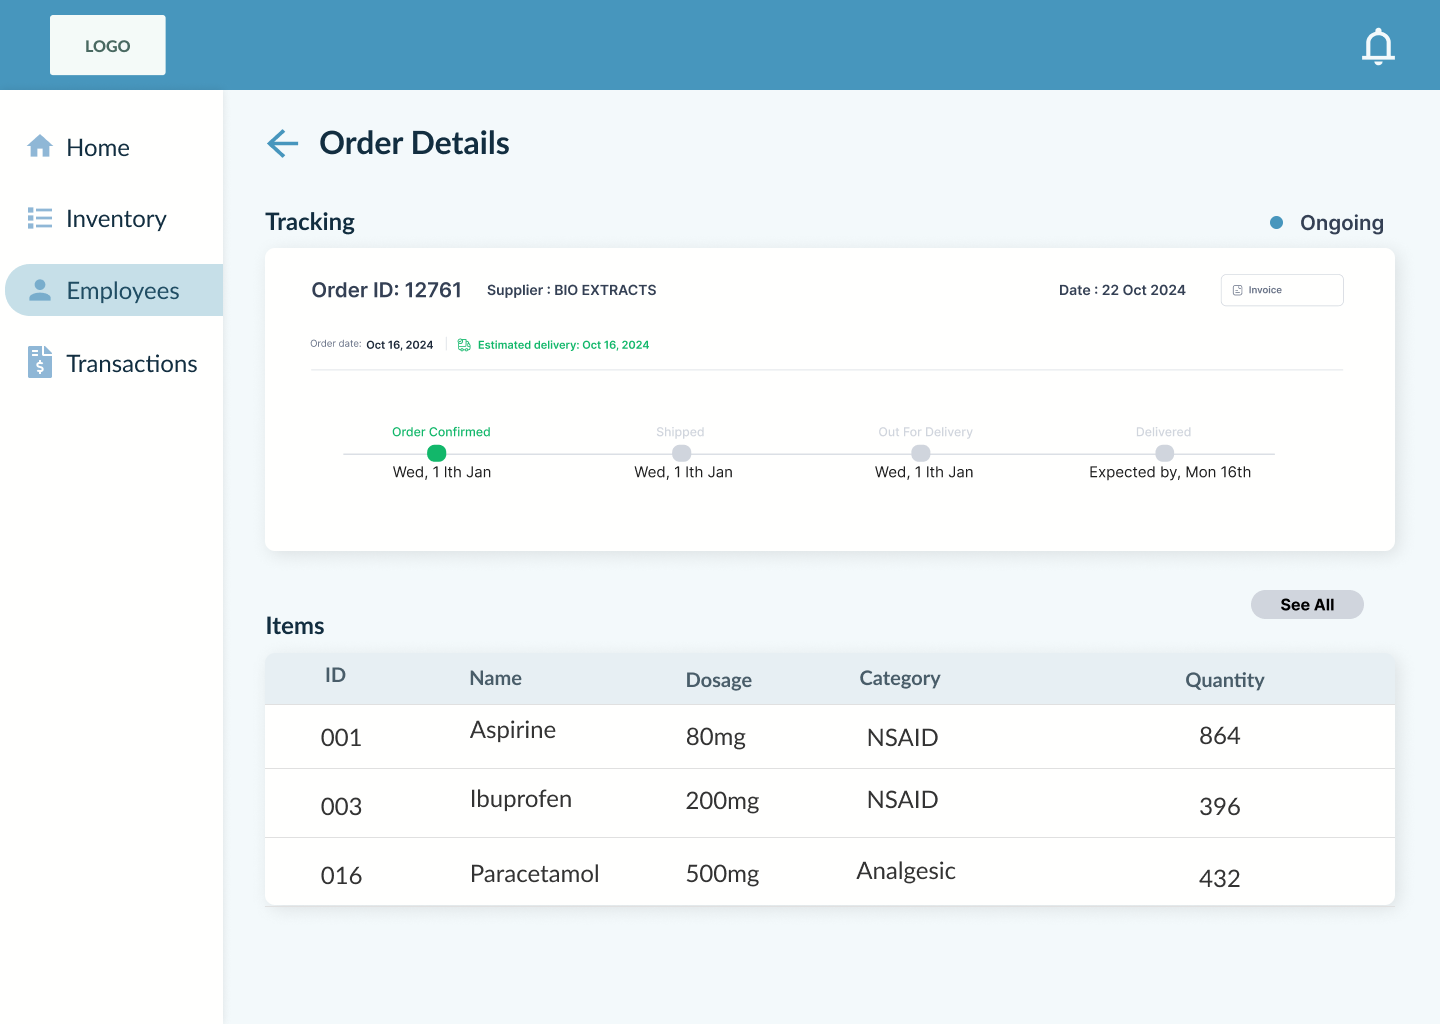 LOGO
Home
Inventory
Employees
$
Transactions
Order Details
Tracking
Ongoing
Order ID: 12761 Supplier : BIO EXTRACTS Date : 22 Oct 2024 Invoice
Order date: Oct 16, 2024 Estimated delivery: Oct 16, 2024
Order Confirmed Shipped Out For Delivery Delivered
Wed, 1 lth Jan Wed, 1 lth Jan Wed, 1 lth Jan Expected by, Mon 16th
See All
Items
ID Name Dosage Category Quantity
001 Aspirine 80mg NSAID 864
003 Ibuprofen 200mg NSAID 396
016 Paracetamol 500mg Analgesic 432